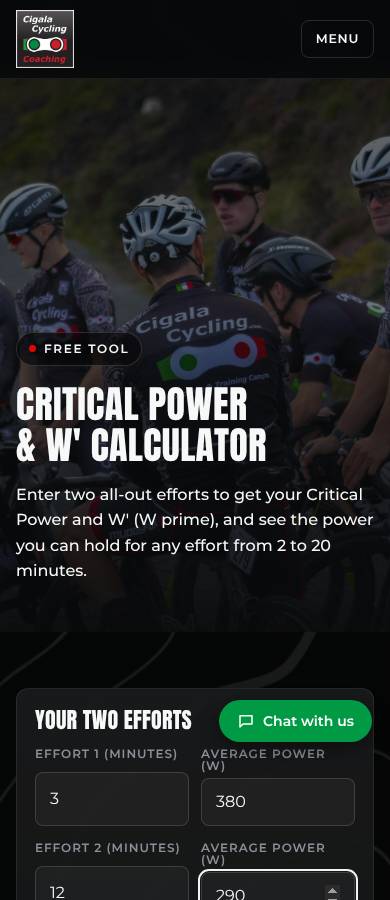 Cigala
Cycling
Coaching
MENU
Cigala
Cycling
Training Camps
FREE TOOL
CRITICAL POWER
& W' CALCULATOR
Enter two all-out efforts to get your Critical
Power and W' (W prime), and see the power
you can hold for any effort from 2 to 20
minutes.
YOUR TWO EFFORTS
Chat with us
EFFORT 1 (MINUTES)
AVERAGE POWER
(W)
3
380
EFFORT 2 (MINUTES)
AVERAGE POWER
(W)
12
290